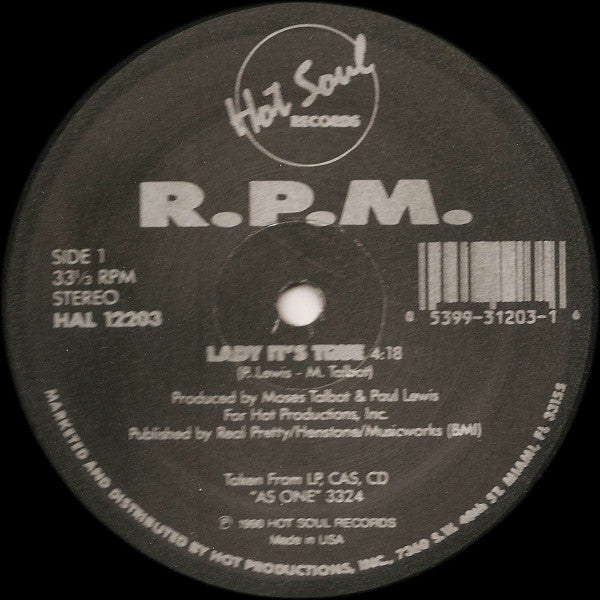 Hot Soul
RECORDS
R.P.M.
SIDE 1
33⅓ RPM
STEREO
HAL 12203
8 5399-31203-1 6
LADY IT'S TRUE 4:18
(P. Lewis - M. Talbot)
Produced by Moses Talbot & Paul Lewis
For Hot Productions, Inc.
Published by Real Pretty/Henstone/Musicworks (BMI)
Taken From LP, CAS, CD
"AS ONE" 3324
HOT SOUL RECORDS
Made in USA
MARKETED AND DISTRIBUTED BY HOT PRODUCTIONS, INC., 7360 S.W. 40th ST. MIAMI, FL 33155